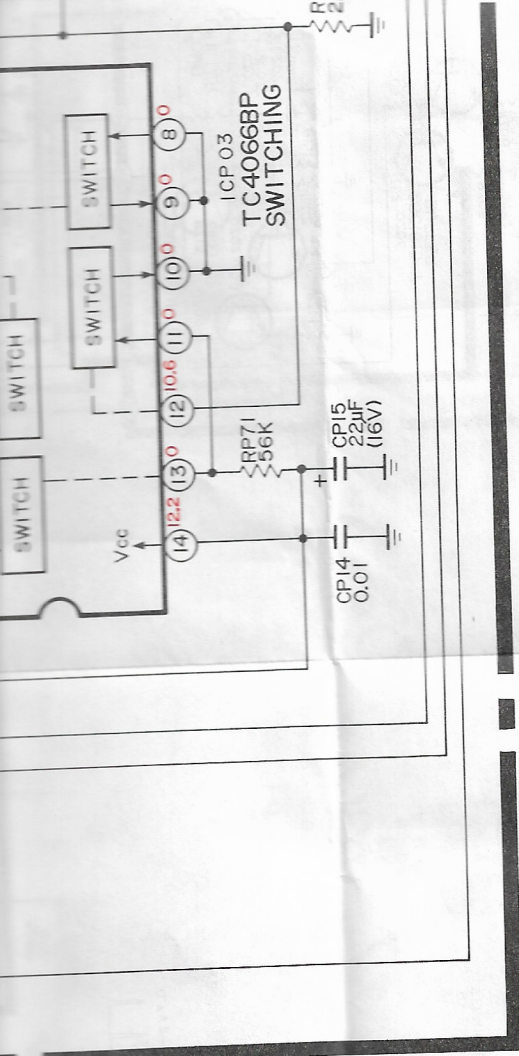 R
2
SWITCH
8
0
9
0
ICP03
TC4066BP
SWITCHING
SWITCH
10
0
11
0
SWITCH
12
10.6
SWITCH
13
0
RP71
56K
+
CP15
22µF
(16V)
Vcc
14
12.2
CP14
0.01